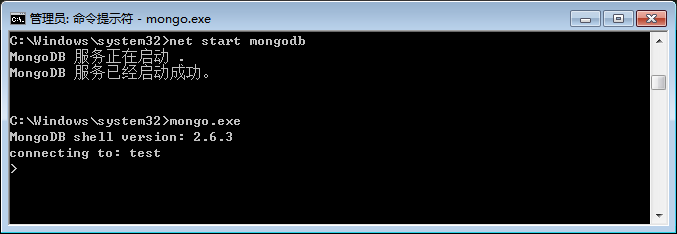 管理员: 命令提示符 - mongo.exe
C:\Windows\system32>net start mongodb
MongoDB 服务正在启动 .
MongoDB 服务已经启动成功。
C:\Windows\system32>mongo.exe
MongoDB shell version: 2.6.3
connecting to: test
>